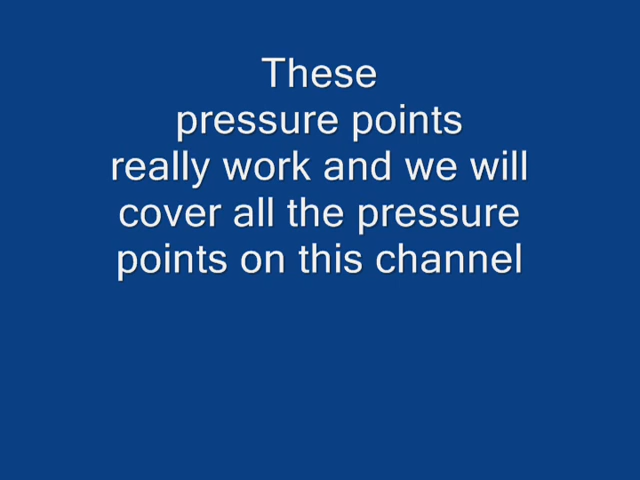 These
pressure points
really work and we will
cover all the pressure
points on this channel